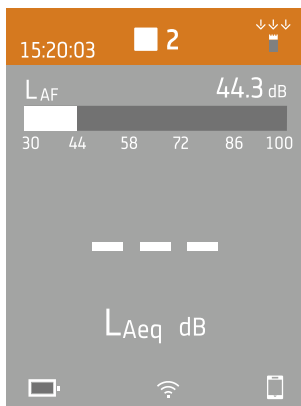 15:20:03 2
LAF 44.3 dB
30 44 58 72 86 100
– – –
LAeq dB